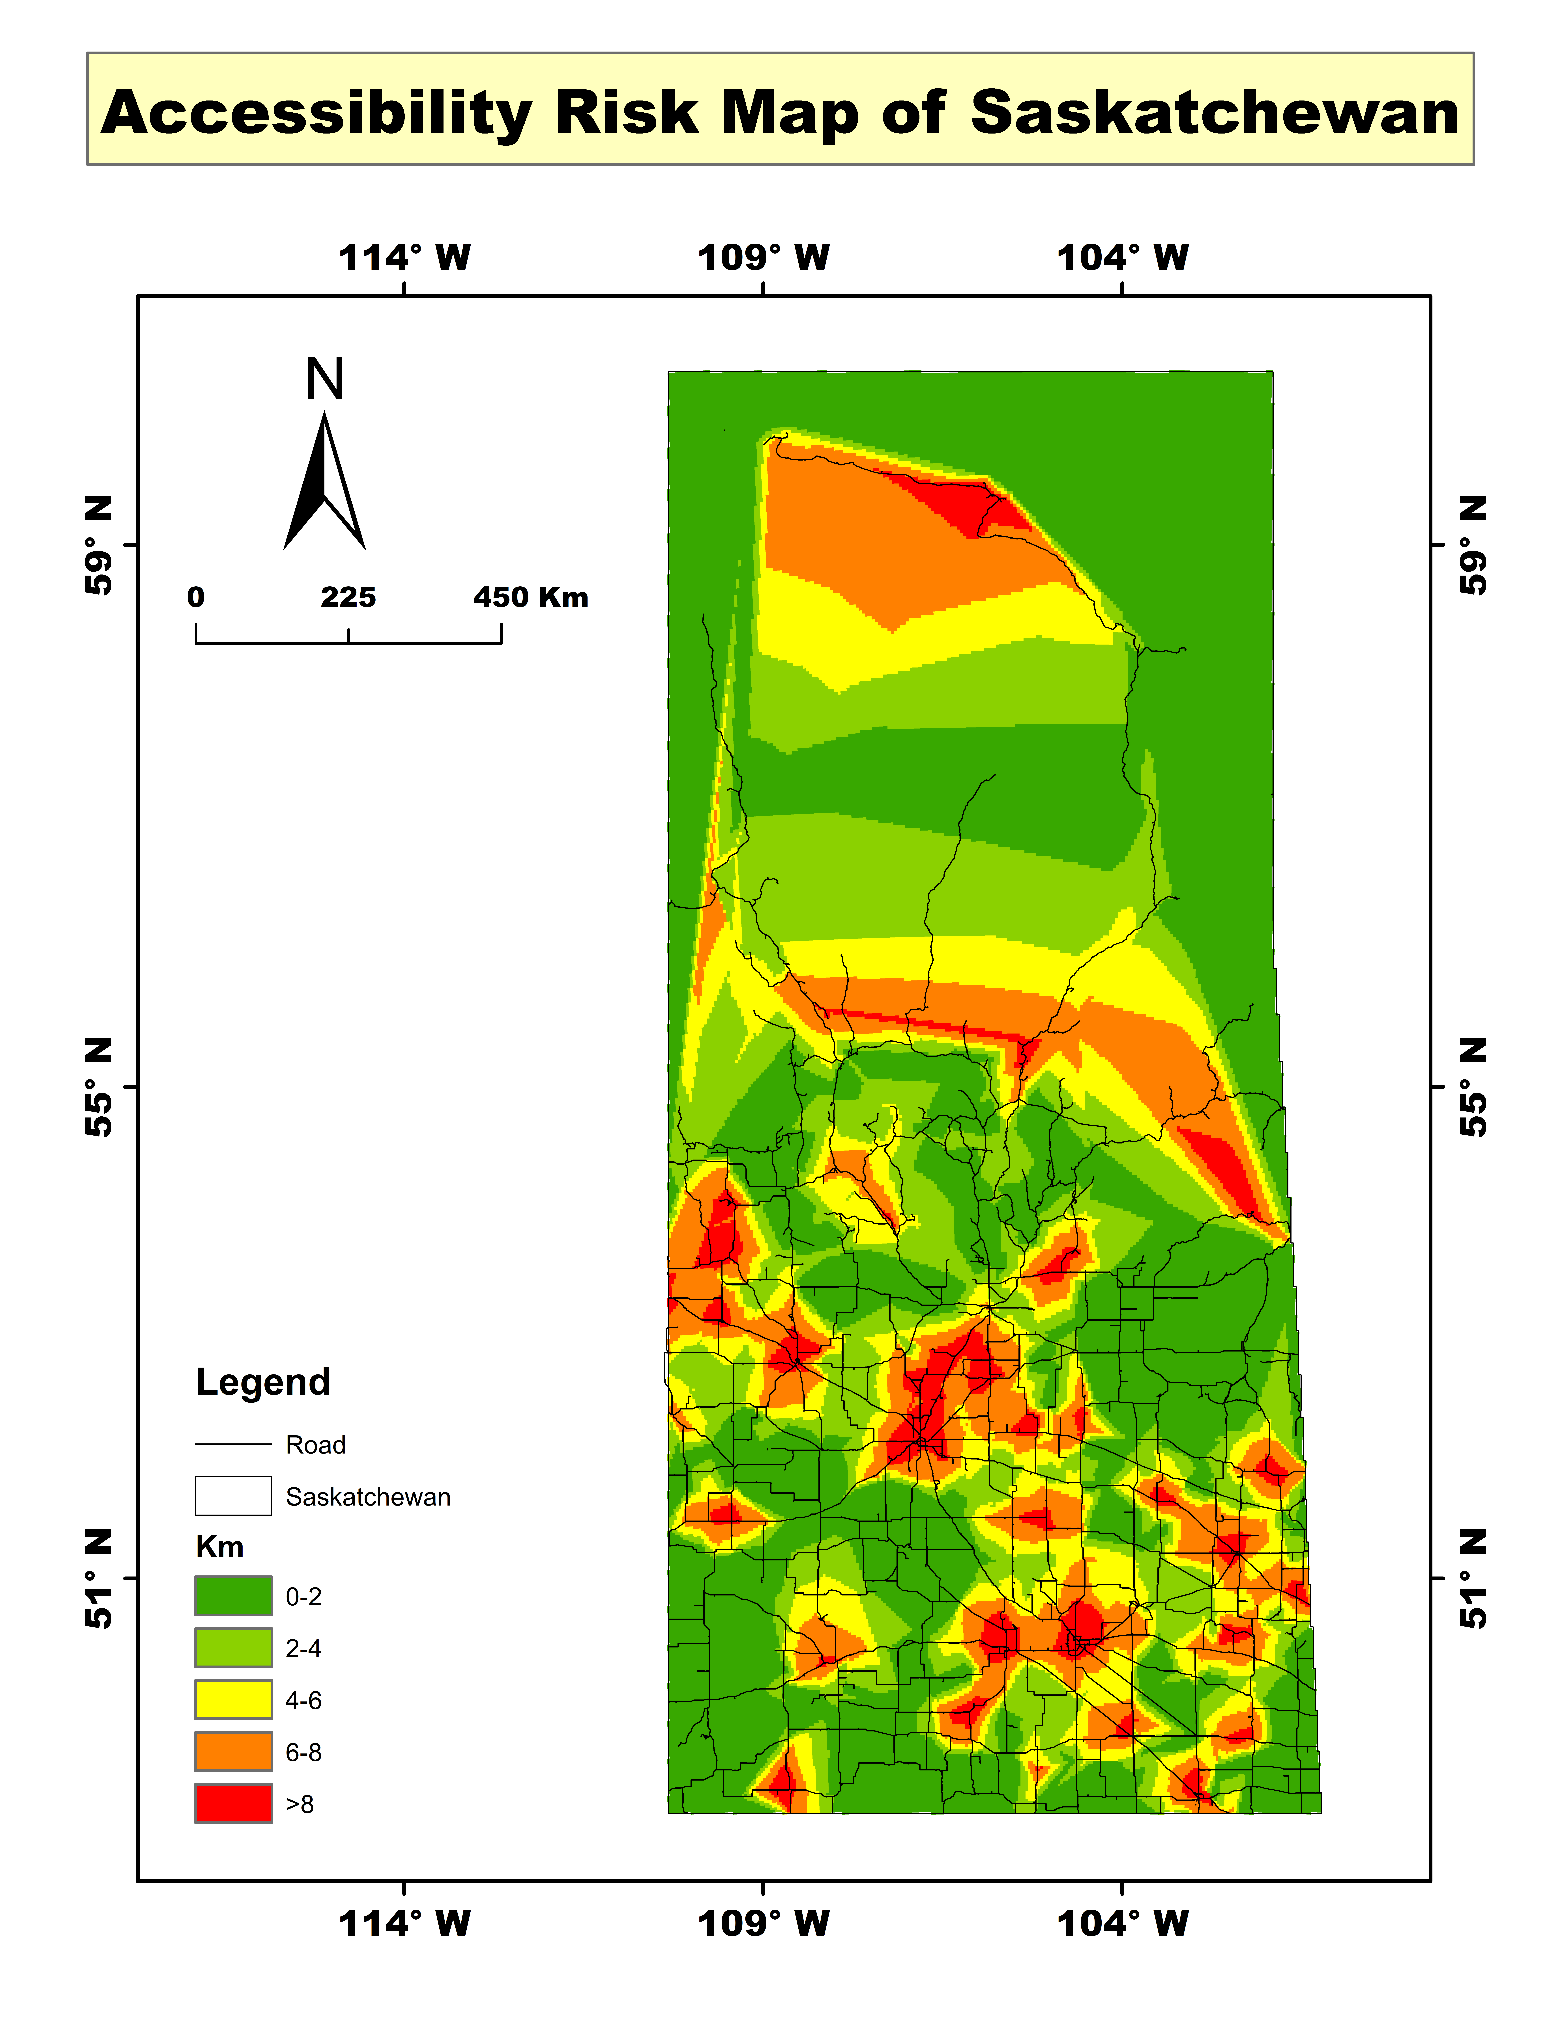 Accessibility Risk Map of Saskatchewan
114° W 109° W 104° W
N
0 225 450 Km
59° N 59° N
55° N 55° N
51° N 51° N
Legend
Road
Saskatchewan
Km
0-2
2-4
4-6
6-8
>8
114° W 109° W 104° W